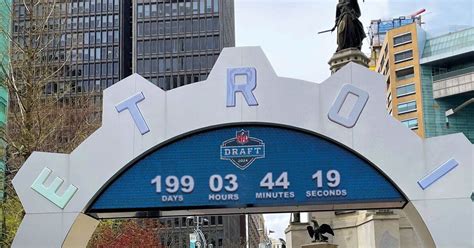 ETROI
NFL
DRAFT
2024
199 03 44 19
DAYS HOURS MINUTES SECONDS